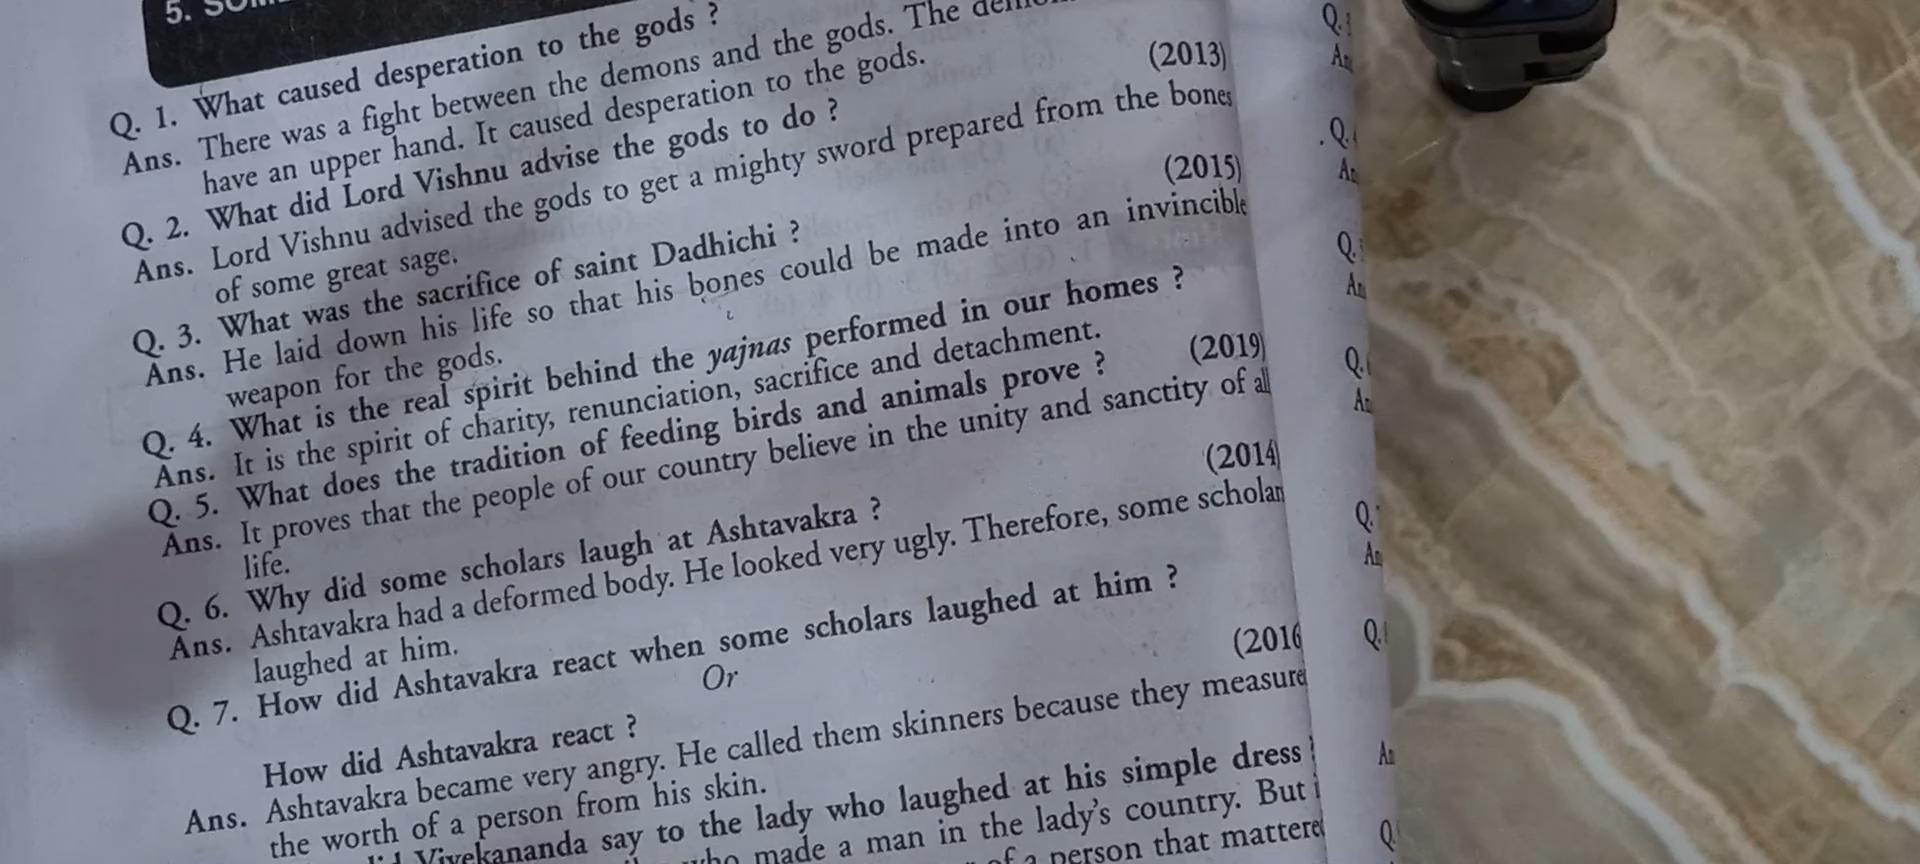 5.
Q. 1. What caused desperation to the gods ?
Ans. There was a fight between the demons and the gods. The
have an upper hand. It caused desperation to the gods.
(2013)
Q. 2. What did Lord Vishnu advise the gods to do ?
Ans. Lord Vishnu advised the gods to get a mighty sword prepared from the bones
of some great sage.
(2015)
Q. 3. What was the sacrifice of saint Dadhichi ?
Ans. He laid down his life so that his bones could be made into an invincible
weapon for the gods.
Q. 4. What is the real spirit behind the yajnas performed in our homes ?
Ans. It is the spirit of charity, renunciation, sacrifice and detachment.
(2019)
Q. 5. What does the tradition of feeding birds and animals prove ?
Ans. It proves that the people of our country believe in the unity and sanctity of all
life.
(2014)
Q. 6. Why did some scholars laugh at Ashtavakra ?
Ans. Ashtavakra had a deformed body. He looked very ugly. Therefore, some scholar
laughed at him.
Q. 7. How did Ashtavakra react when some scholars laughed at him ?
Or
(2016
How did Ashtavakra react ?
Ans. Ashtavakra became very angry. He called them skinners because they measure
the worth of a person from his skin.
Vivekananda say to the lady who laughed at his simple dress
made a man in the lady's country. But
a person that mattere